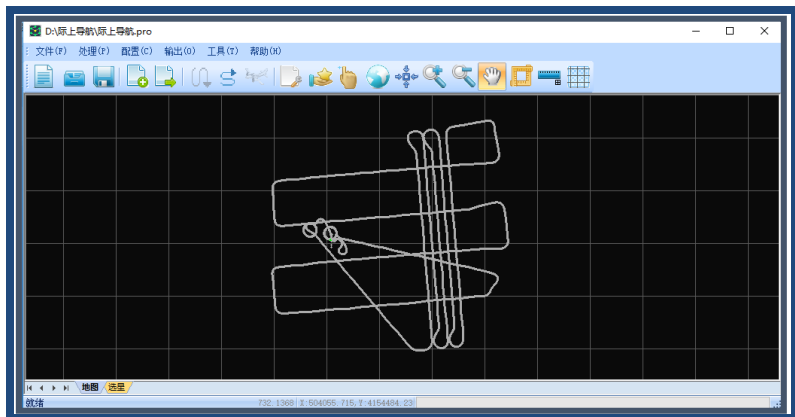 D:\际上导航\际上导航.pro
文件(F) 处理(P) 配置(C) 输出(O) 工具(T) 帮助(H)
地图 选星
就绪 732.1368 X:504055.715,Y:4154484.23